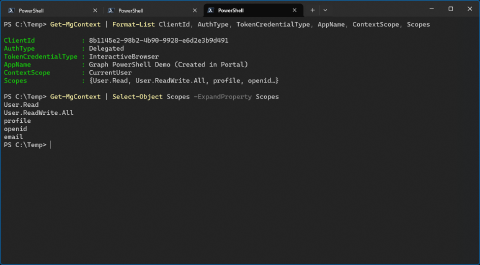 PowerShell
PowerShell
PowerShell
PS C:\Temp> Get-MgContext | Format-List ClientId, AuthType, TokenCredentialType, AppName, ContextScope, Scopes
ClientId : 8b1145e2-98b2-4b90-9928-e6d2e3b9d491
AuthType : Delegated
TokenCredentialType : InteractiveBrowser
AppName : Graph PowerShell Demo (Created in Portal)
ContextScope : CurrentUser
Scopes : {User.Read, User.ReadWrite.All, profile, openid…}
PS C:\Temp> Get-MgContext | Select-Object Scopes -ExpandProperty Scopes
User.Read
User.ReadWrite.All
profile
openid
email
PS C:\Temp>